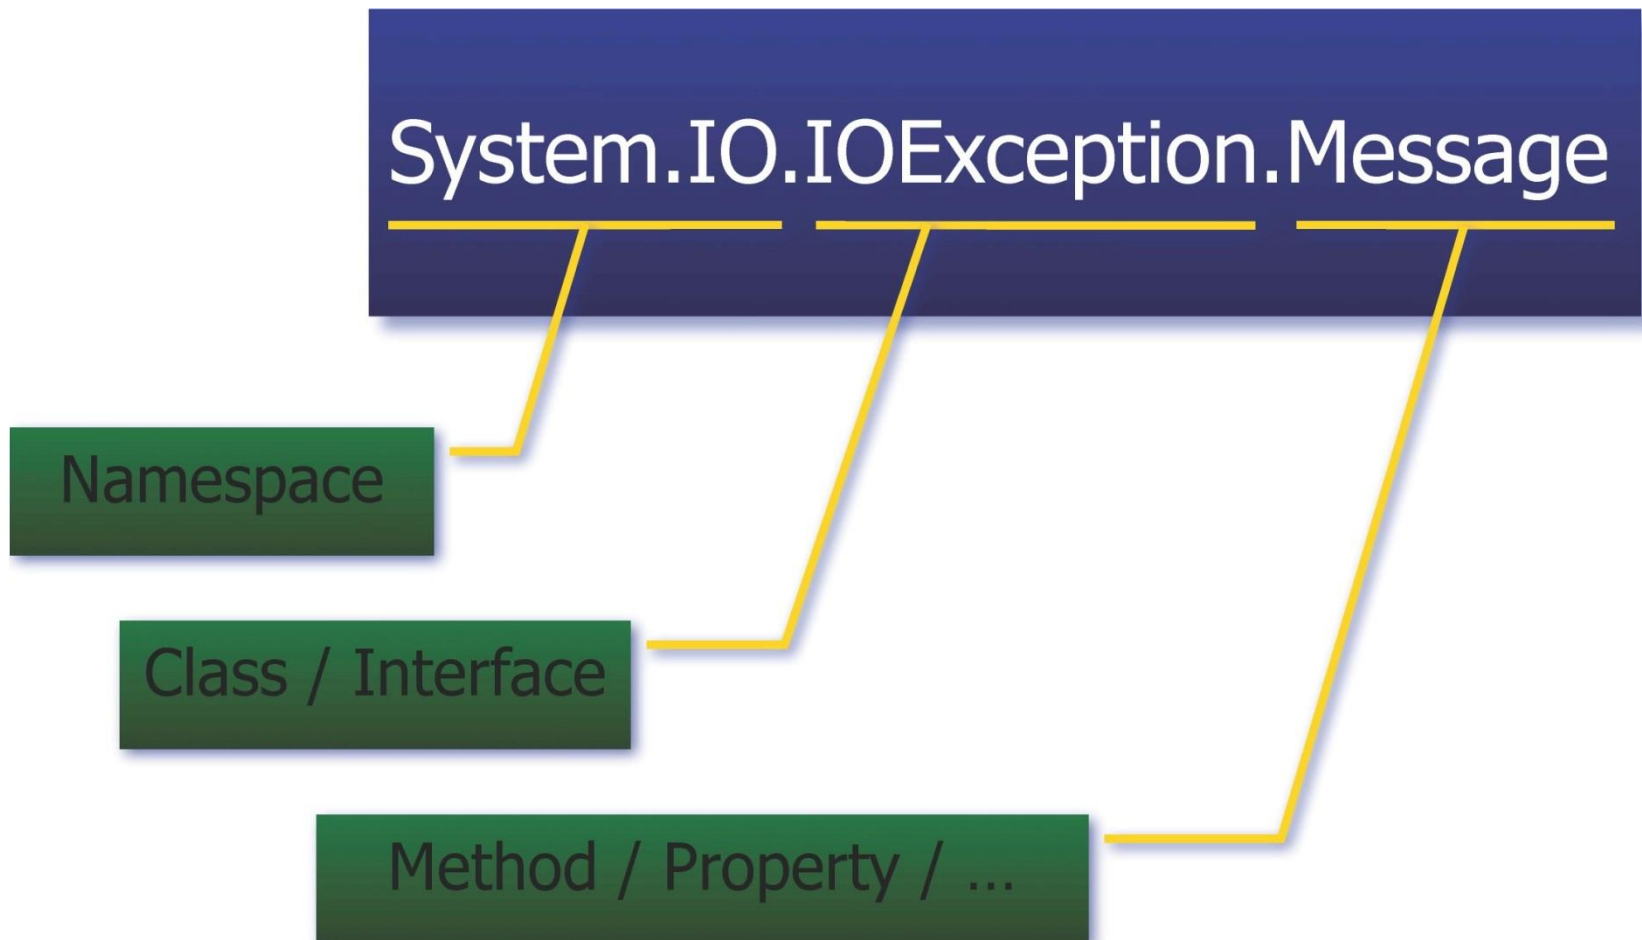 System.IO.IOException.Message
Namespace
Class / Interface
Method / Property / ...